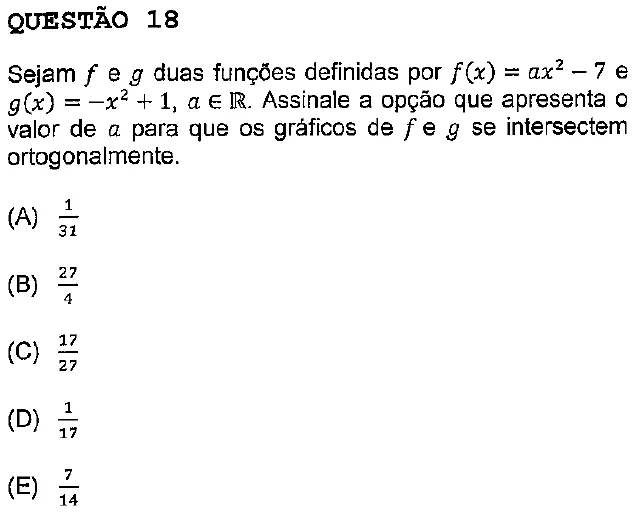 QUESTÃO 18
Sejam f e g duas funções definidas por f(x) = ax² − 7 e
g(x) = −x² + 1, a ∈ ℝ. Assinale a opção que apresenta o
valor de a para que os gráficos de f e g se intersectem
ortogonalmente.
(A) 1/31
(B) 27/4
(C) 17/27
(D) 1/17
(E) 7/14